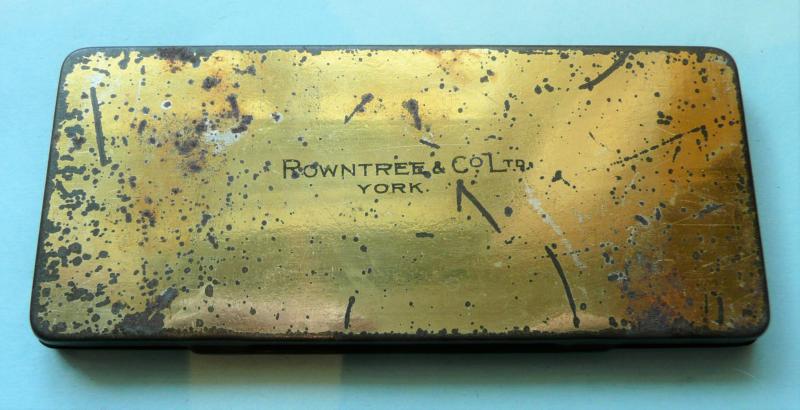 ROWNTREE & CO. LTD.
YORK.